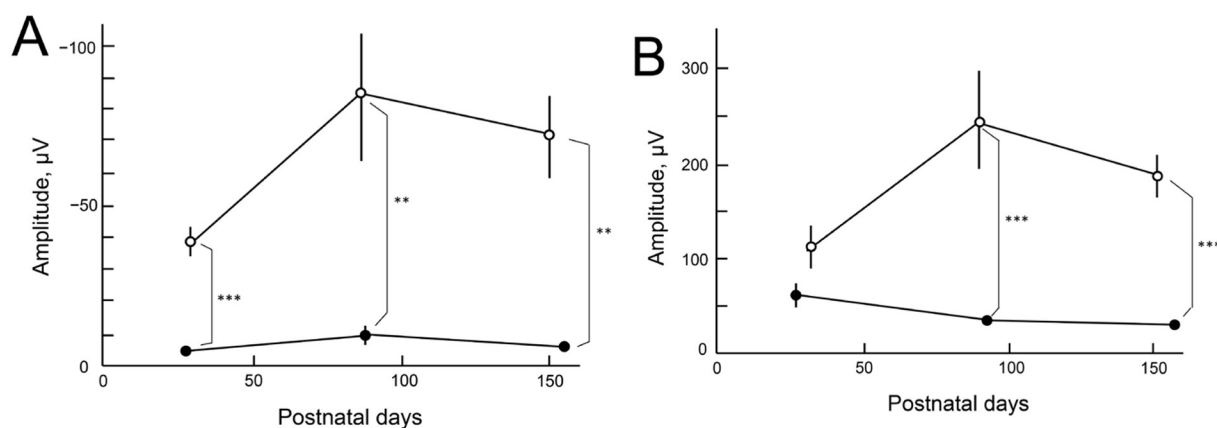 A
−100
−50
0
Amplitude, µV
0 50 100 150
Postnatal days
***
**
**
B
300
200
100
0
Amplitude, µV
0 50 100 150
Postnatal days
***
***